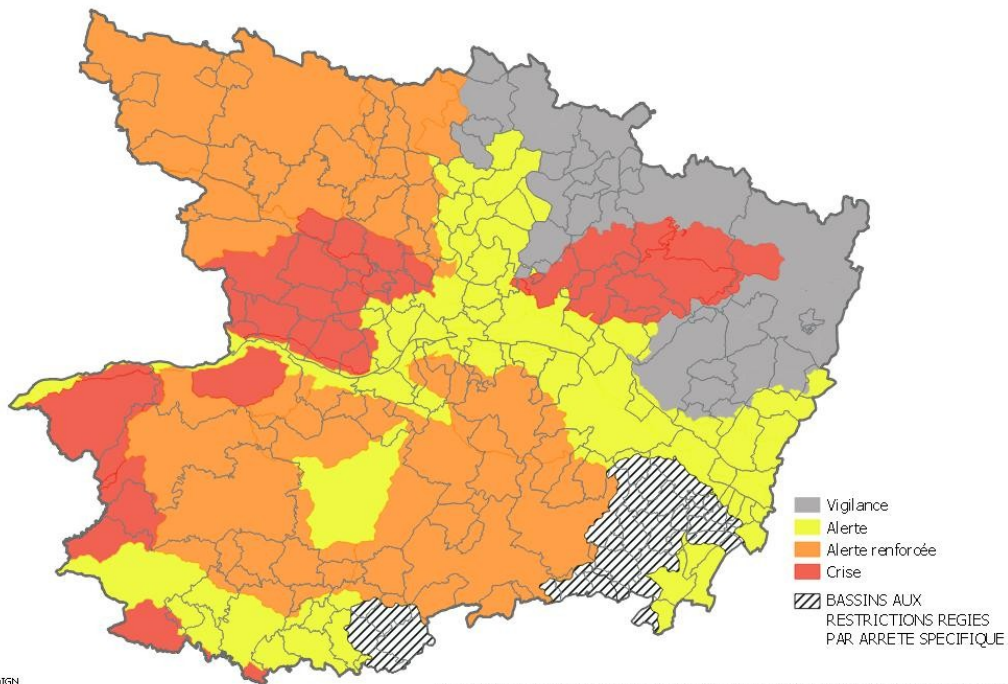 Vigilance
Alerte
Alerte renforcée
Crise
BASSINS AUX
RESTRICTIONS REGIES
PAR ARRETE SPECIFIQUE